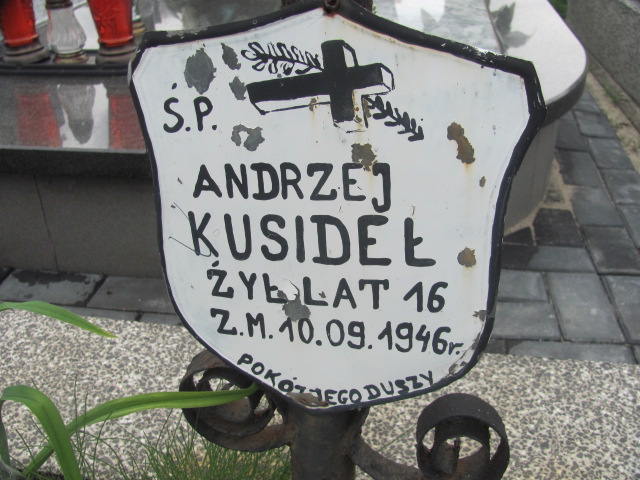 Ś.P.
ANDRZEJ
KUSIDEŁ
ŻYŁ LAT 16
Z.M. 10.09.1946r.
POKÓJ JEGO DUSZY